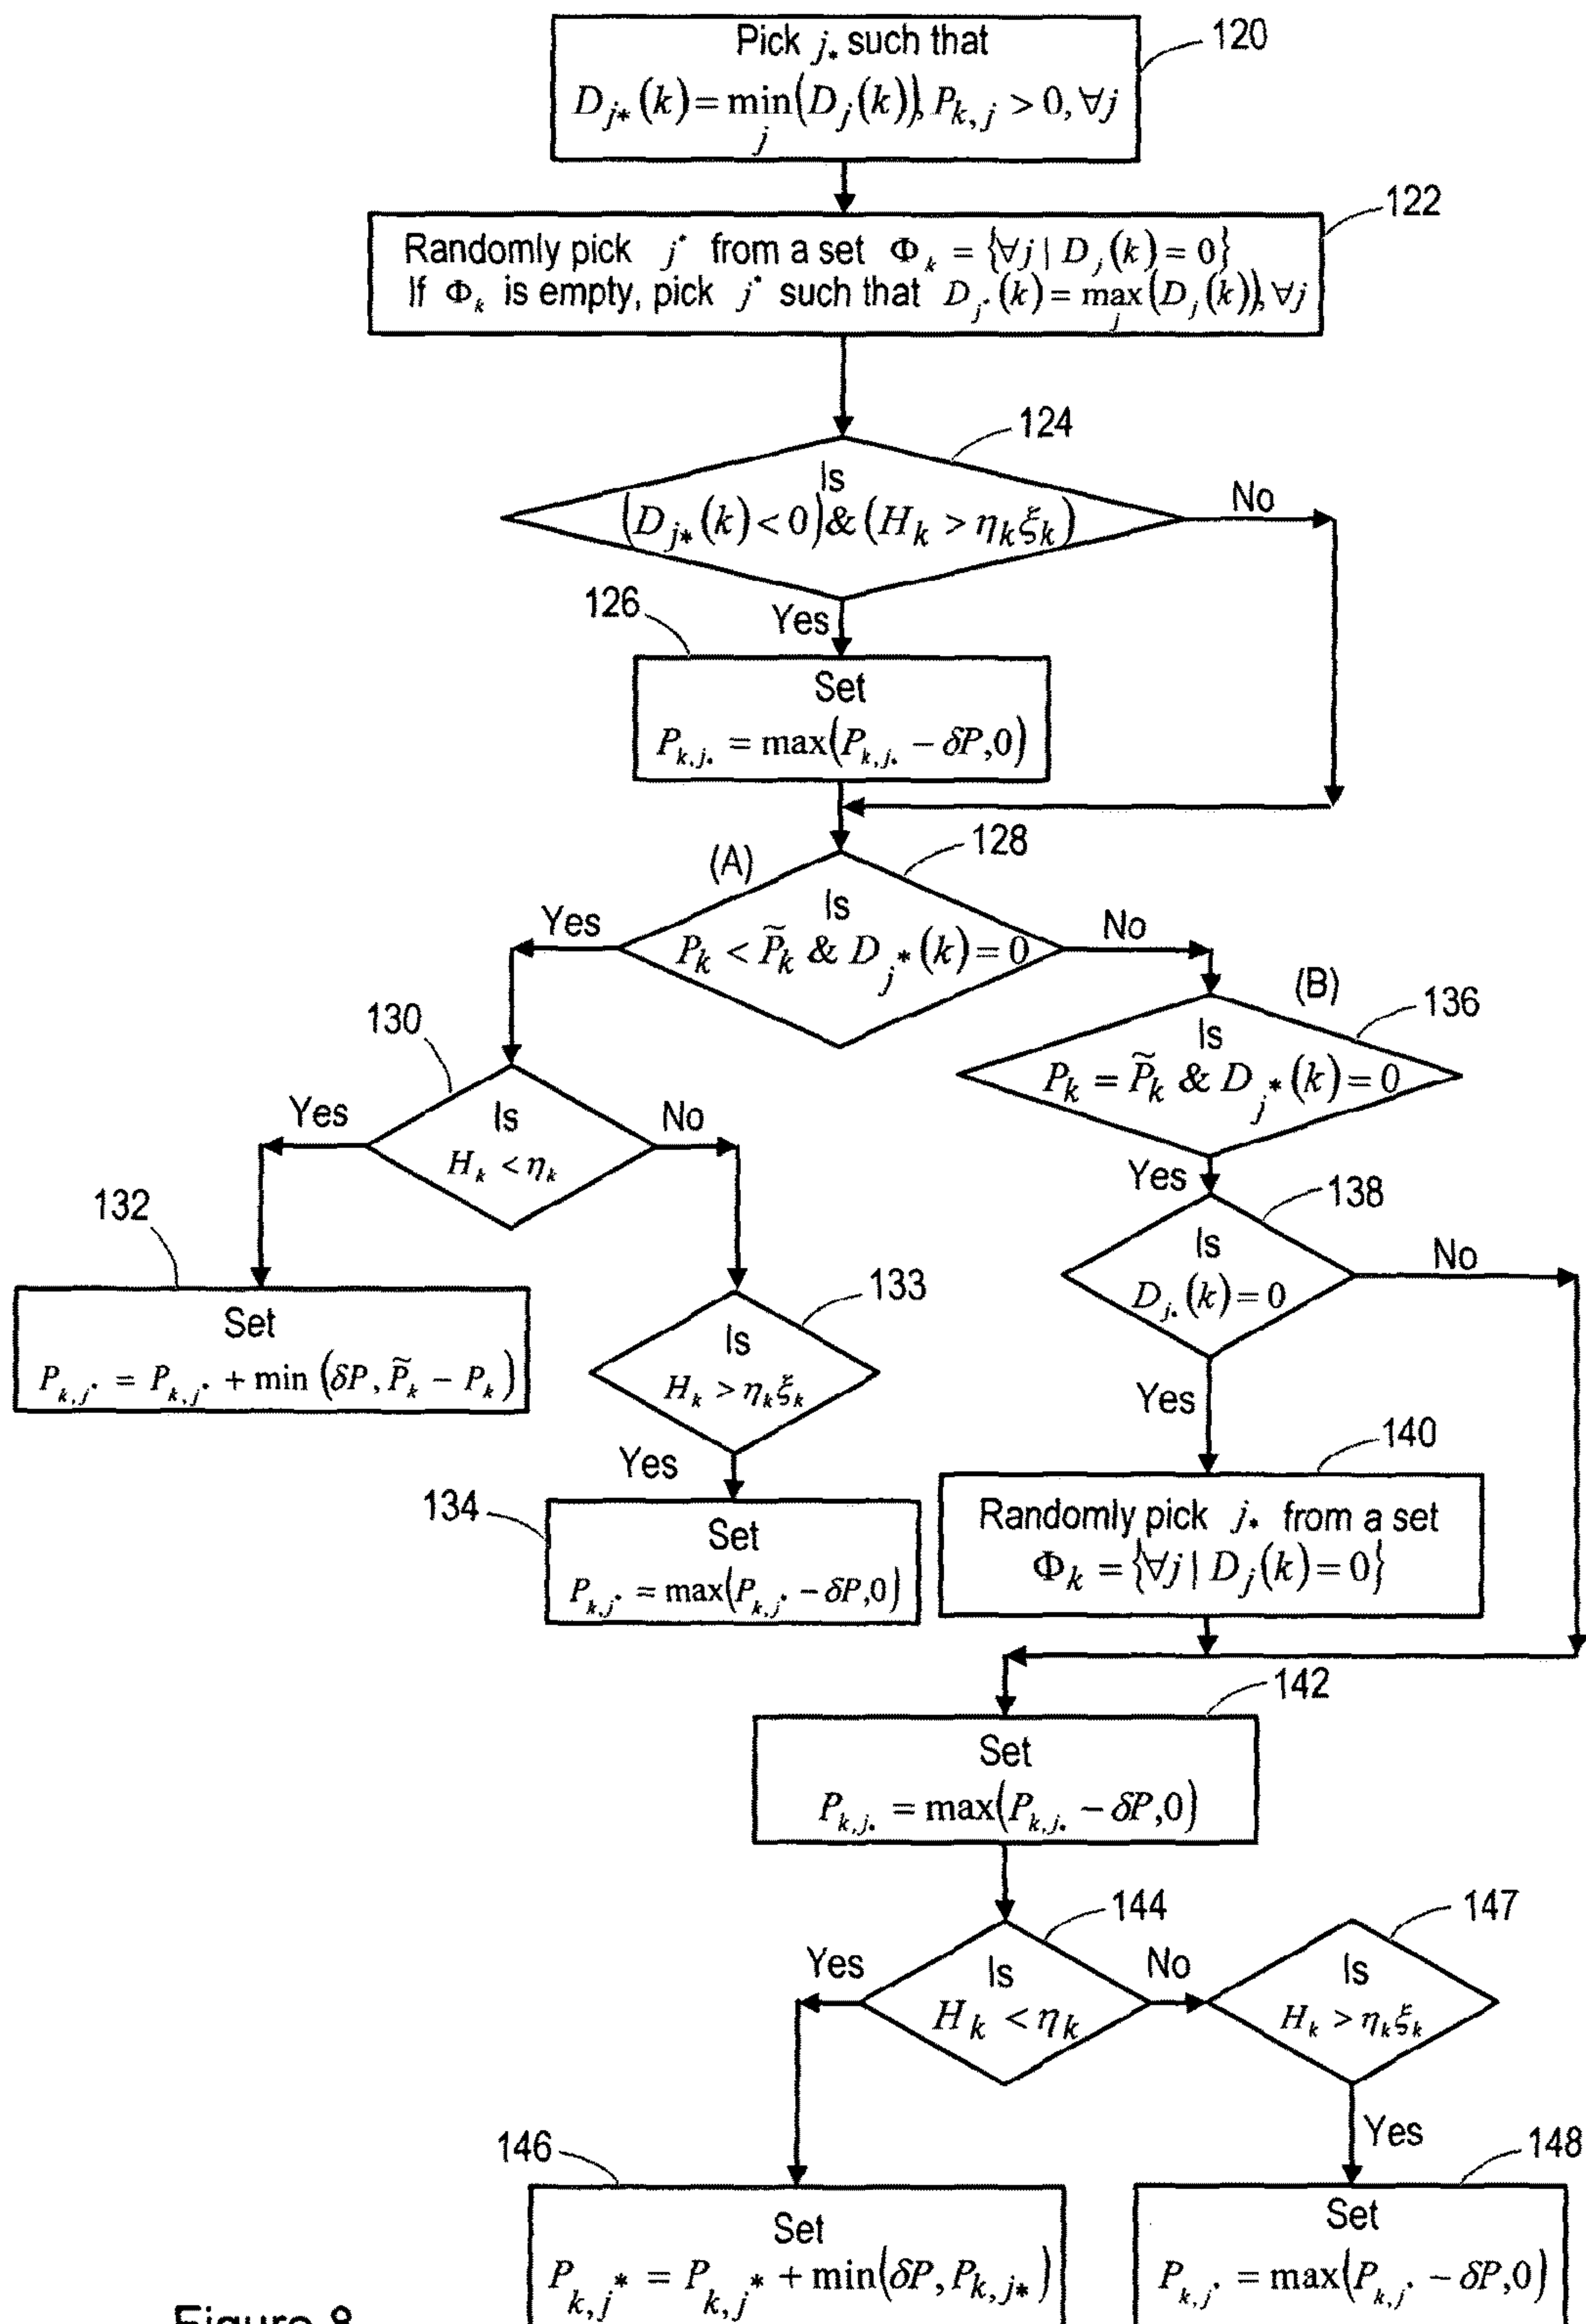 Pick j* such that
D_{j*}(k) = min_j(D_j(k)), P_{k,j} > 0, ∀j
120
122
Randomly pick j^* from a set Φ_k = {∀j | D_j(k) = 0}
If Φ_k is empty, pick j^* such that D_{j^*}(k) = max_j(D_j(k)), ∀j
124
Is
(D_{j*}(k) < 0) & (H_k > η_k ξ_k)
No
Yes
126
Set
P_{k,j*} = max(P_{k,j*} − δP, 0)
(A)
128
Is
P_k < P̃_k & D_{j^*}(k) = 0
Yes
No
(B)
136
Is
P_k = P̃_k & D_{j^*}(k) = 0
Yes
130
Is
H_k < η_k
Yes
No
132
Set
P_{k,j^*} = P_{k,j^*} + min(δP, P̃_k − P_k)
133
Is
H_k > η_k ξ_k
Yes
134
Set
P_{k,j^*} = max(P_{k,j^*} − δP, 0)
138
Is
D_{j*}(k) = 0
No
Yes
140
Randomly pick j* from a set
Φ_k = {∀j | D_j(k) = 0}
142
Set
P_{k,j*} = max(P_{k,j*} − δP, 0)
144
Is
H_k < η_k
Yes
No
147
Is
H_k > η_k ξ_k
Yes
146
Set
P_{k,j^*} = P_{k,j^*} + min(δP, P_{k,j*})
148
Set
P_{k,j^*} = max(P_{k,j^*} − δP, 0)
Figure 8